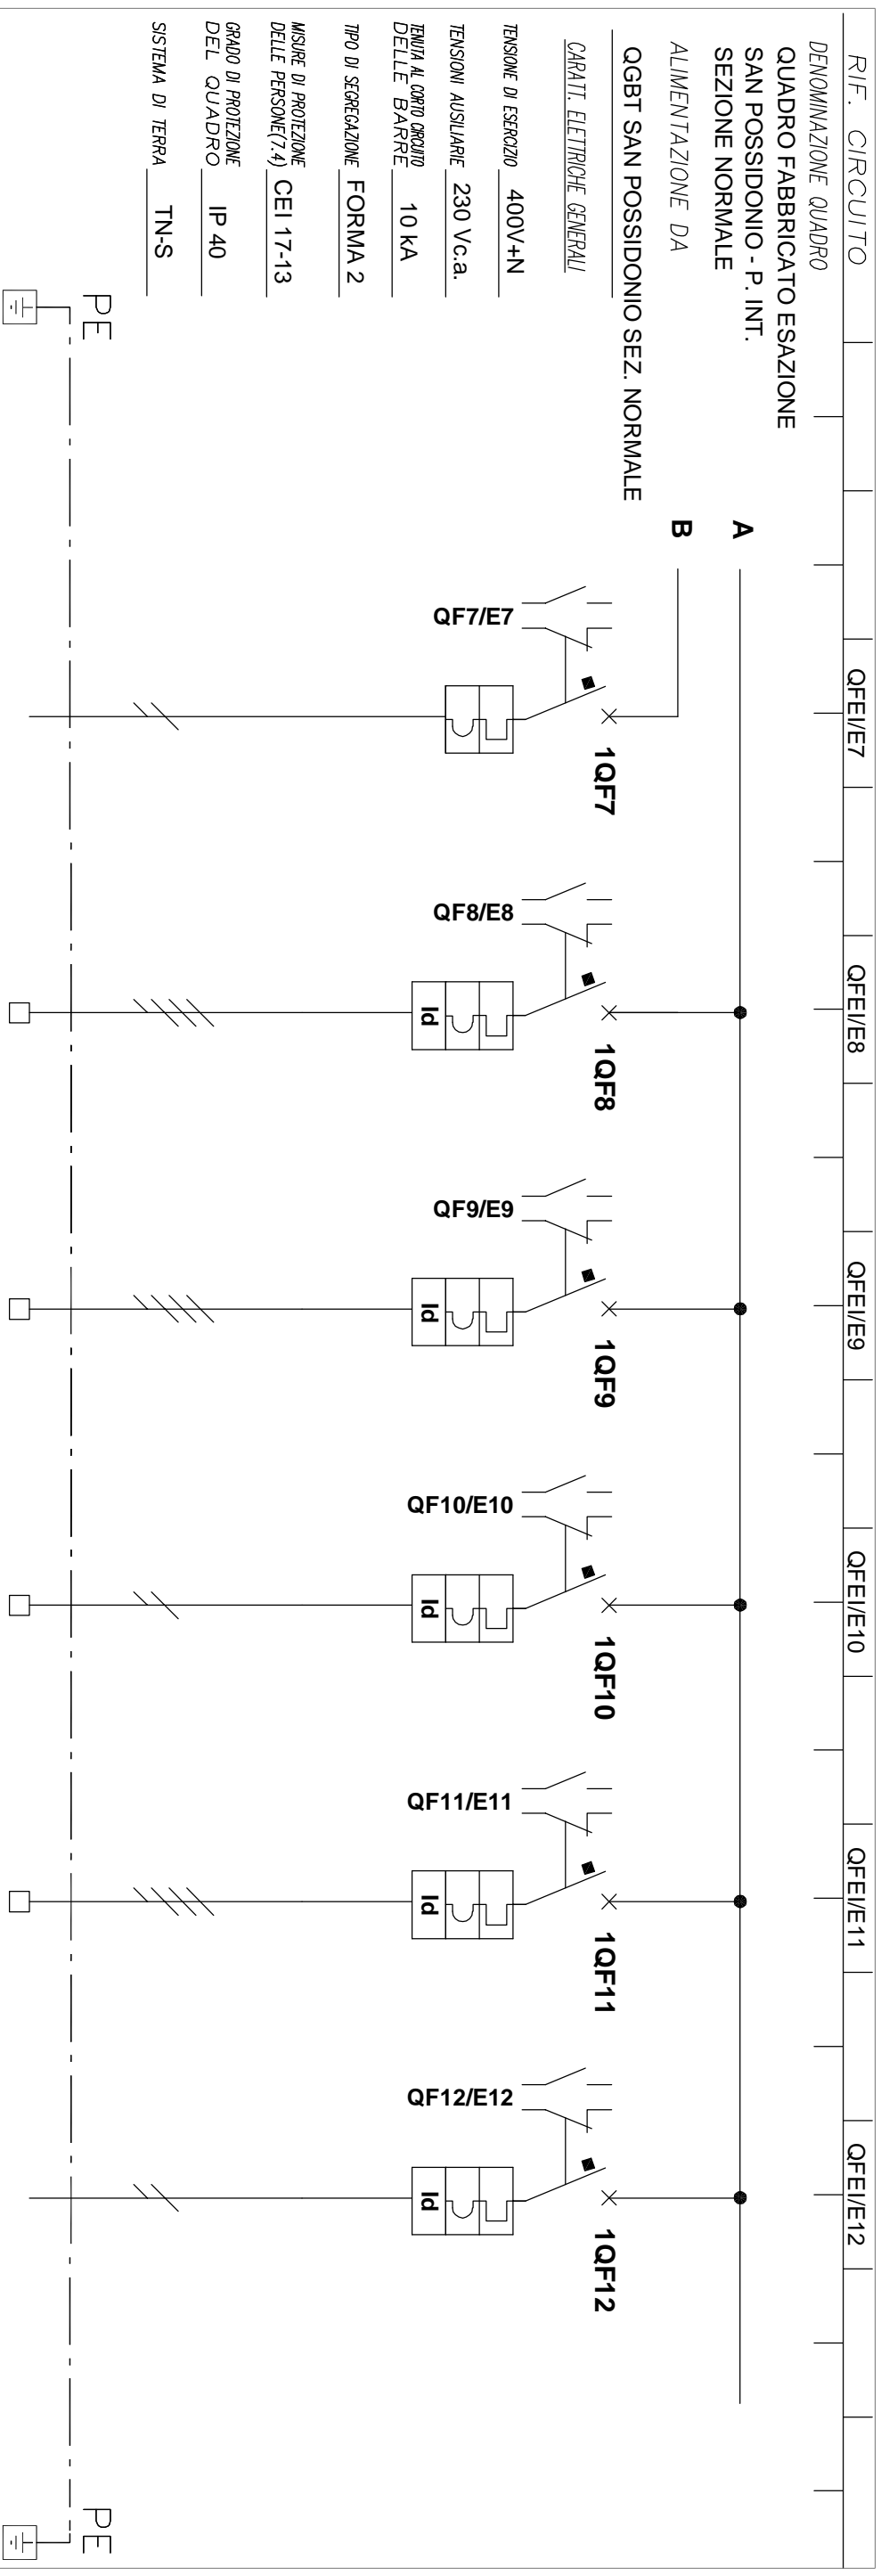 RIF. CIRCUITO
QFEI/E7
QFEI/E8
QFEI/E9
QFEI/E10
QFEI/E11
QFEI/E12
DENOMINAZIONE QUADRO
QUADRO FABBRICATO ESAZIONE
SAN POSSIDONIO - P. INT.
SEZIONE NORMALE
ALIMENTAZIONE DA
QGBT SAN POSSIDONIO SEZ. NORMALE
CARATT. ELETTRICHE GENERALI
TENSIONE DI ESERCIZIO
400V+N
TENSIONI AUSILIARIE
230 Vc.a.
TENUTA AL CORTO CIRCUITO
DELLE BARRE
10 kA
TIPO DI SEGREGAZIONE
FORMA 2
MISURE DI PROTEZIONE
DELLE PERSONE(7.4)
CEI 17-13
GRADO DI PROTEZIONE
DEL QUADRO
IP 40
SISTEMA DI TERRA
TN-S
A
B
1QF7
1QF8
1QF9
1QF10
1QF11
1QF12
QF7/E7
QF8/E8
QF9/E9
QF10/E10
QF11/E11
QF12/E12
Id
Id
Id
Id
Id
PE
PE